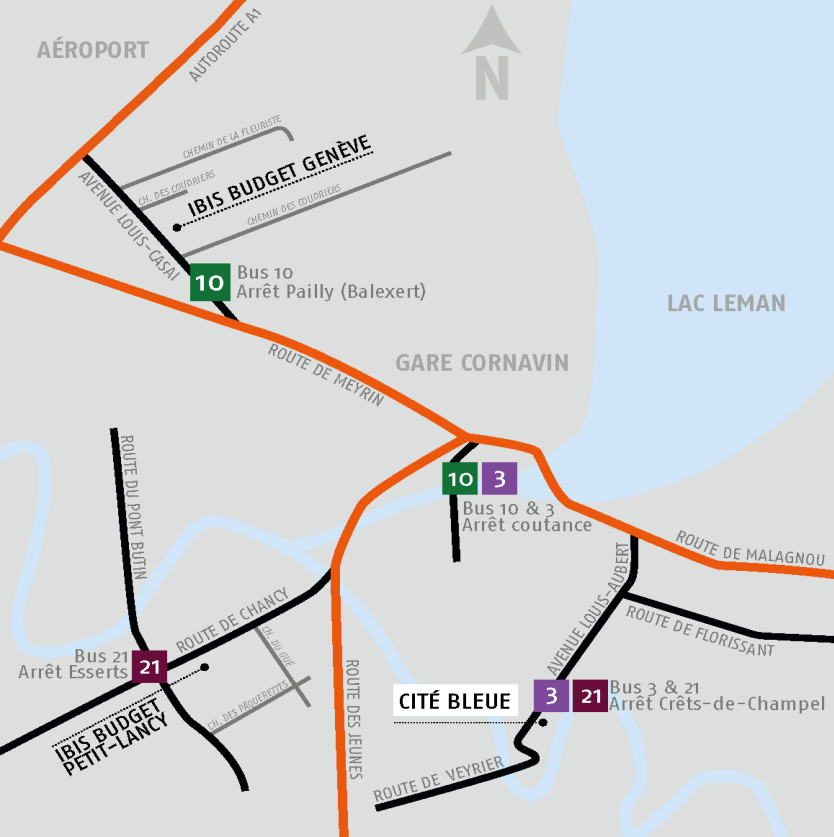 AÉROPORT
AUTOROUTE A1
N
CHEMIN DE LA FLEURISTE
IBIS BUDGET GENÈVE
CH. DES COUDRIERS
AVENUE LOUIS-CASAI
CHEMIN DES COUDRIERS
10
Bus 10
Arrêt Pailly (Balexert)
LAC LEMAN
ROUTE DE MEYRIN
GARE CORNAVIN
ROUTE DU PONT BUTIN
10 3
Bus 10 & 3
Arrêt coutance
ROUTE DE MALAGNOU
AVENUE LOUIS-AUBERT
ROUTE DE CHANCY
ROUTE DE FLORISSANT
CH. DU GUÉ
Bus 21
Arrêt Esserts
21
CH. DES PÂQUERETTES
IBIS BUDGET
PETIT-LANCY
ROUTE DES JEUNES
CITÉ BLEUE
3 21
Bus 3 & 21
Arrêt Crêts-de-Champel
ROUTE DE VEYRIER